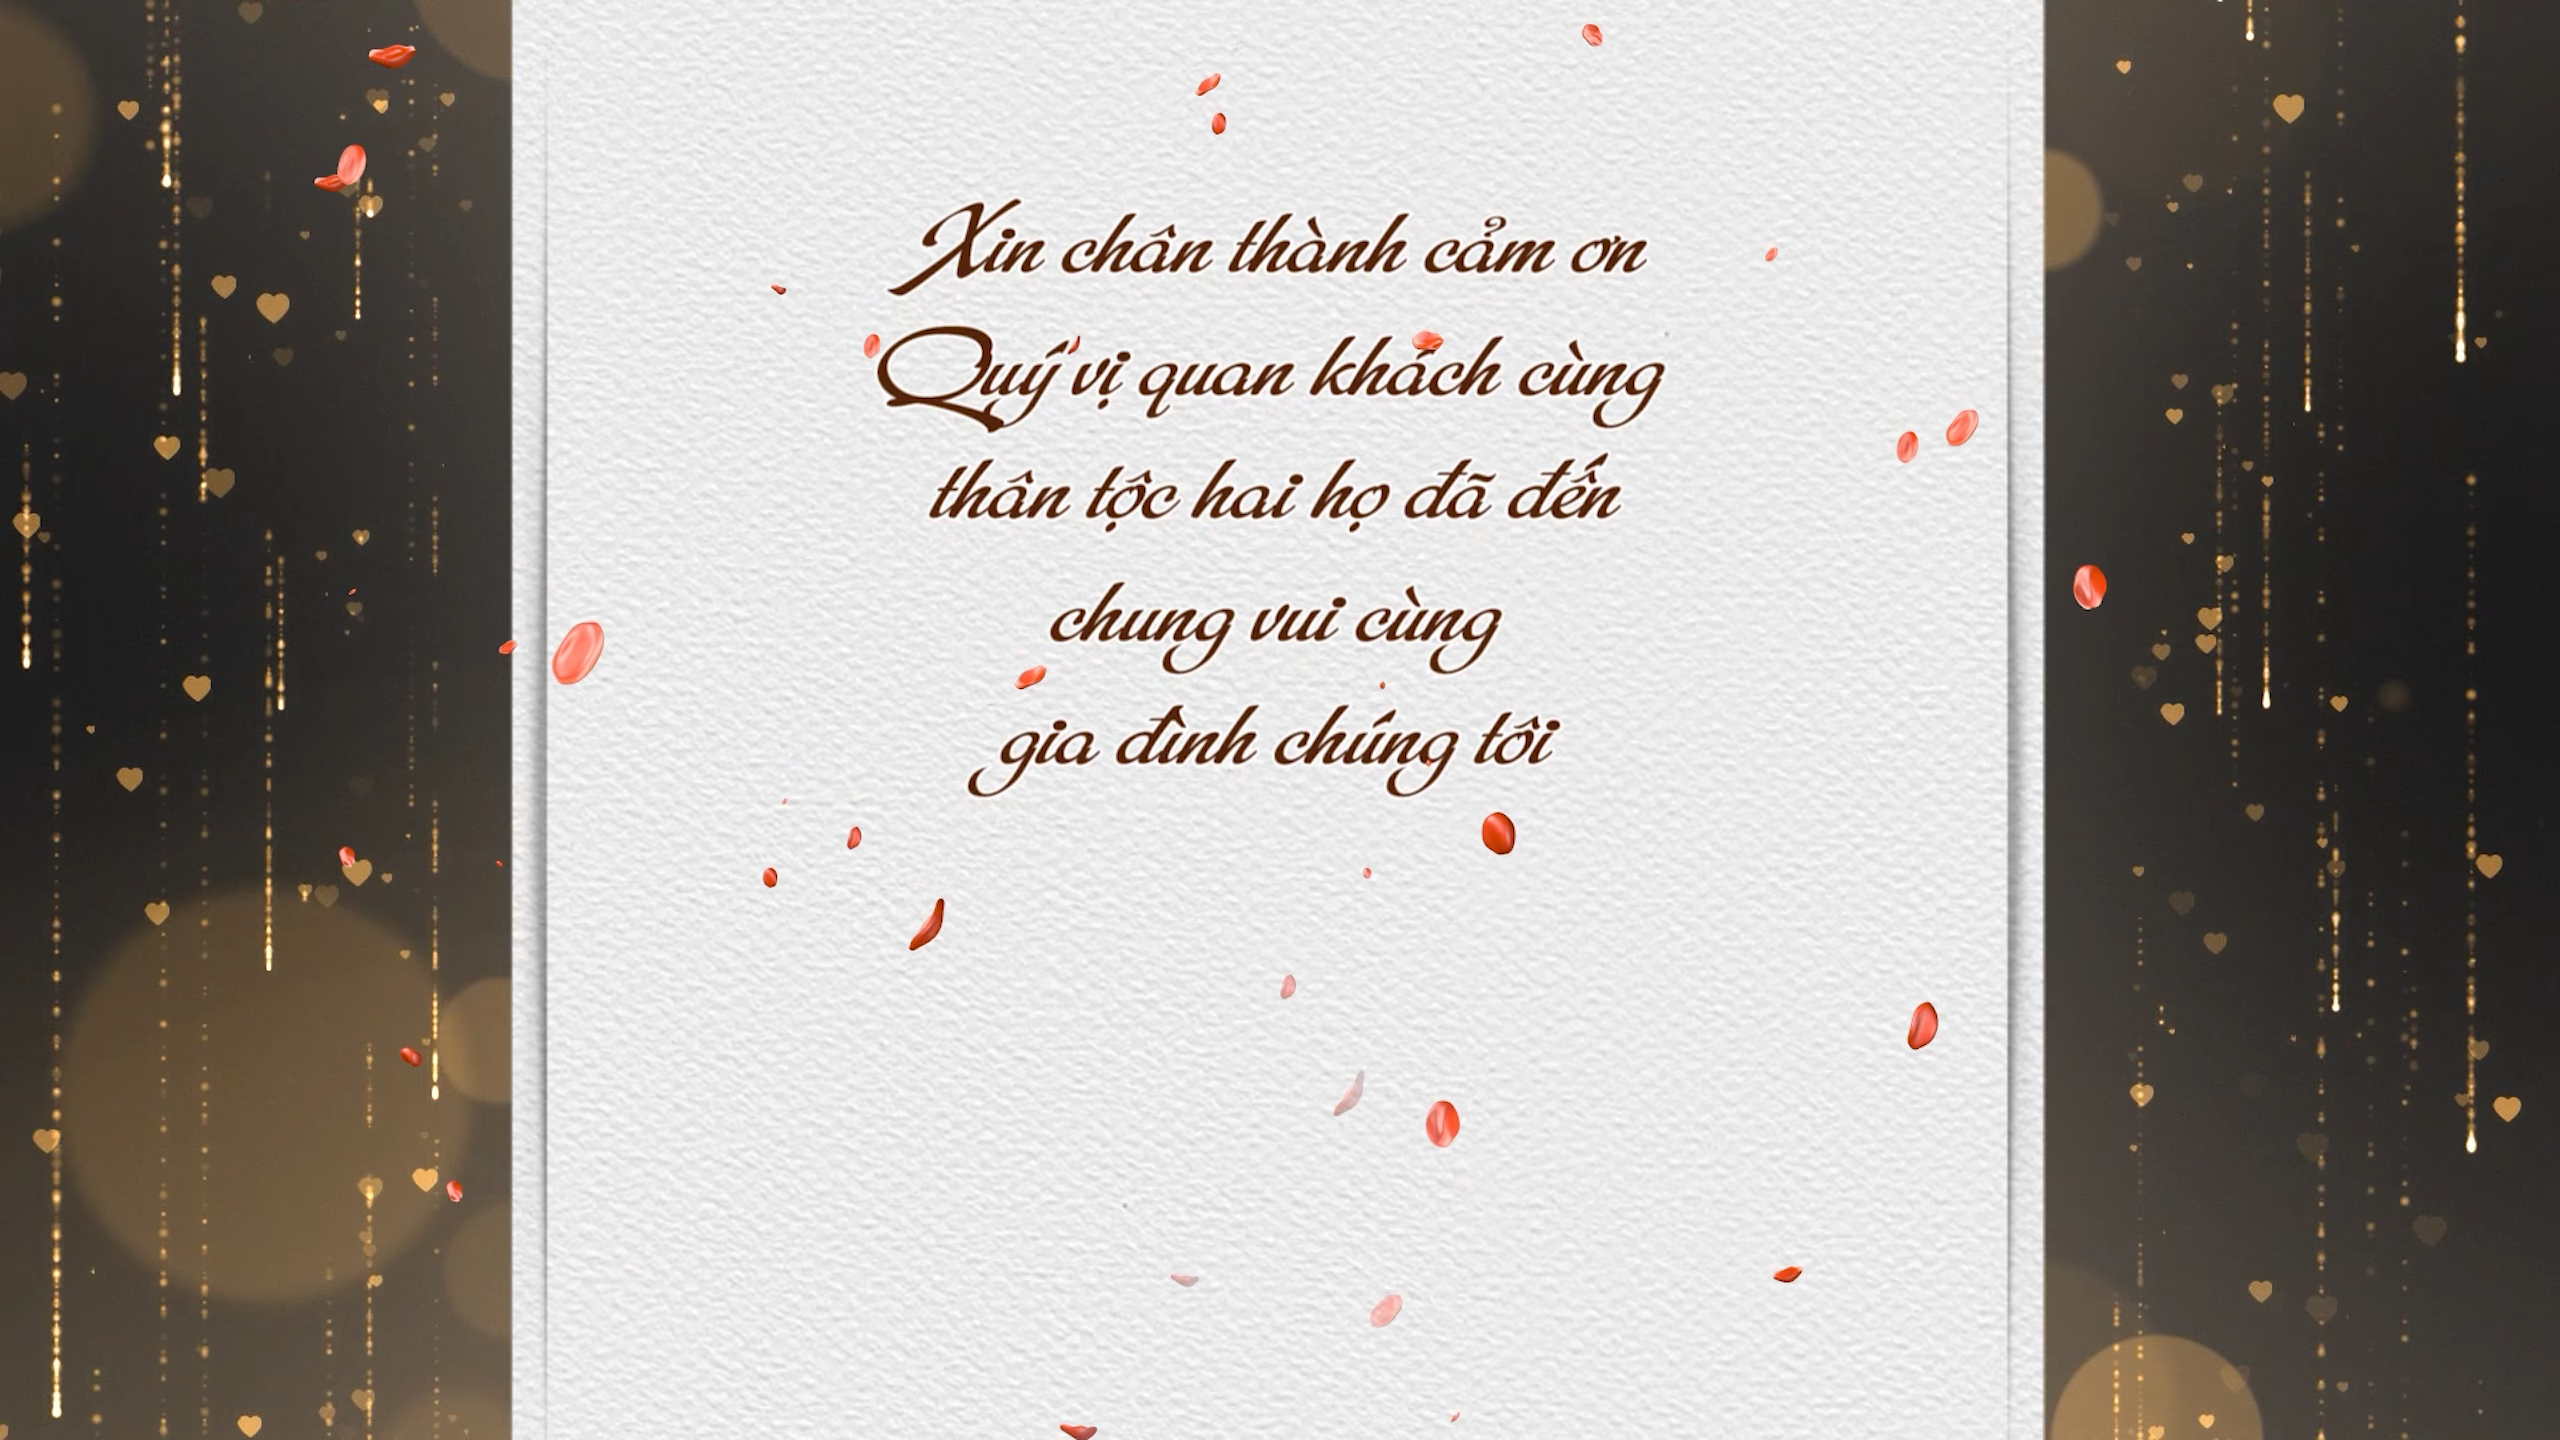 Xin chân thành cảm ơn
Quý vị quan khách cùng
thân tộc hai họ đã đến
chung vui cùng
gia đình chúng tôi